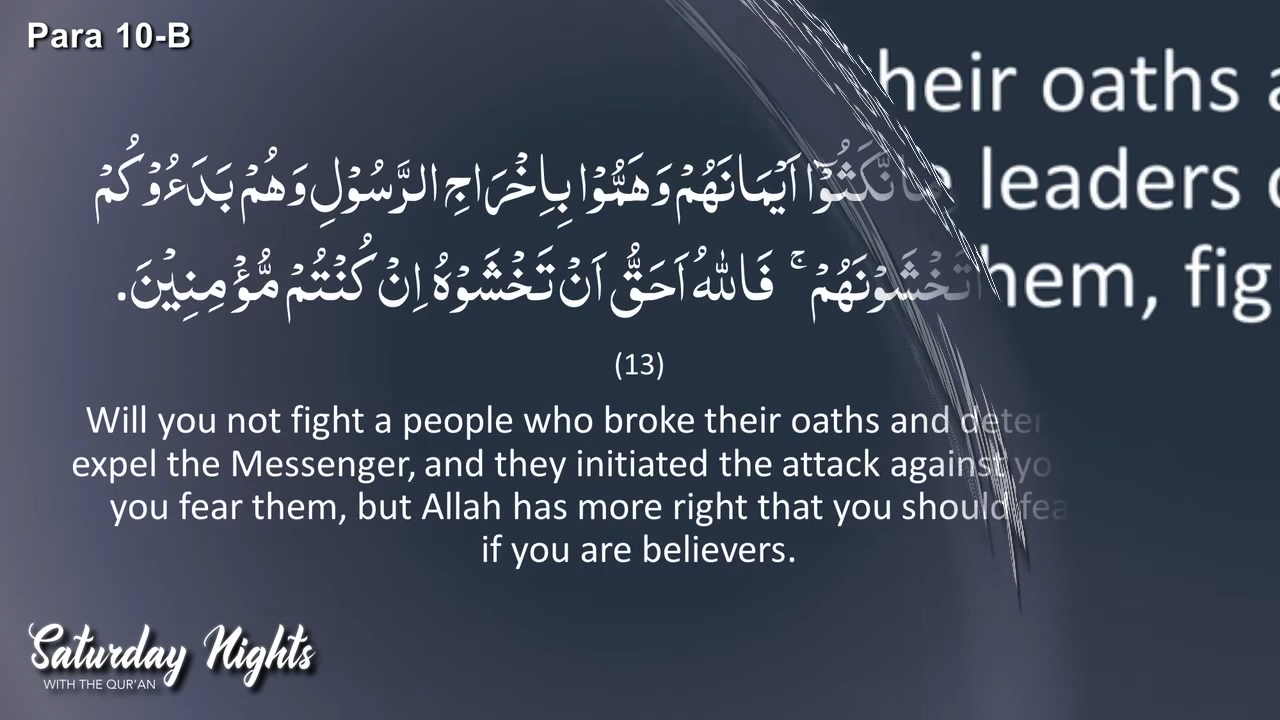 Para 10-B
heir oaths a
نَّكَثُوْٓا اَيْمَانَهُمْ وَهَمُّوْا بِاِخْرَاجِ الرَّسُوْلِ وَهُمْ بَدَءُوْكُمْ
leaders
تَخْشَوْنَهُمْ ۚ فَاللّٰهُ اَحَقُّ اَنْ تَخْشَوْهُ اِنْ كُنْتُمْ مُّؤْمِنِيْنَ.
hem, fig
(13)
Will you not fight a people who broke their oaths and deter
expel the Messenger, and they initiated the attack against yo
you fear them, but Allah has more right that you should fea
if you are believers.
Saturday Nights
WITH THE QUR'AN